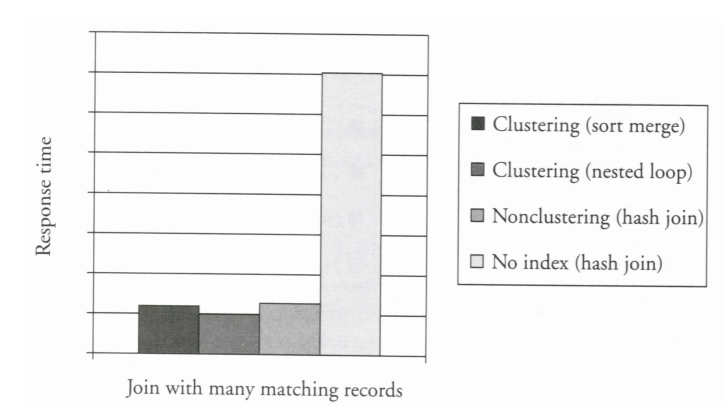 Response time
Clustering (sort merge)
Clustering (nested loop)
Nonclustering (hash join)
No index (hash join)
Join with many matching records